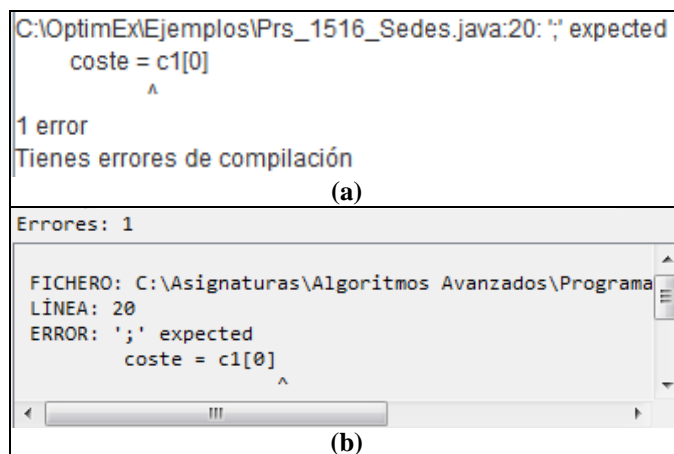 C:\OptimEx\Ejemplos\Prs_1516_Sedes.java:20: ';' expected
coste = c1[0]
^
1 error
Tienes errores de compilación
(a)
Errores: 1
FICHERO: C:\Asignaturas\Algoritmos Avanzados\Programa
LÍNEA: 20
ERROR: ';' expected
coste = c1[0]
^
(b)